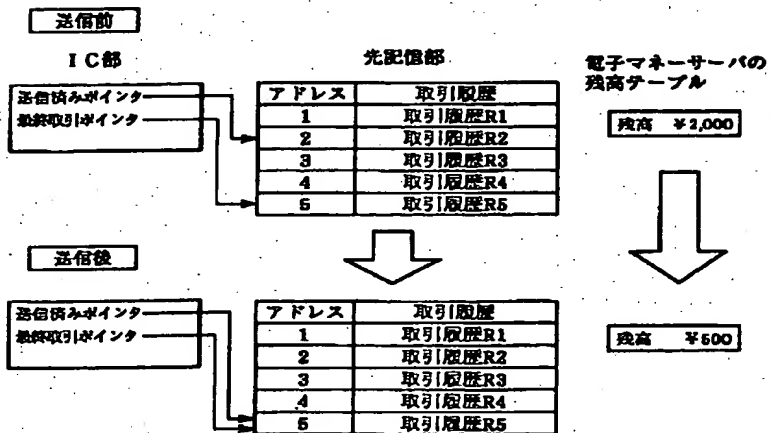 送信前
IC部
先記憶部
電子マネーサーバの
残高テーブル
送信済みポインタ
最終取引ポインタ
アドレス 取引履歴
1 取引履歴R1
2 取引履歴R2
3 取引履歴R3
4 取引履歴R4
5 取引履歴R5
残高 ¥2,000
送信後
送信済みポインタ
最終取引ポインタ
アドレス 取引履歴
1 取引履歴R1
2 取引履歴R2
3 取引履歴R3
4 取引履歴R4
5 取引履歴R5
残高 ¥500